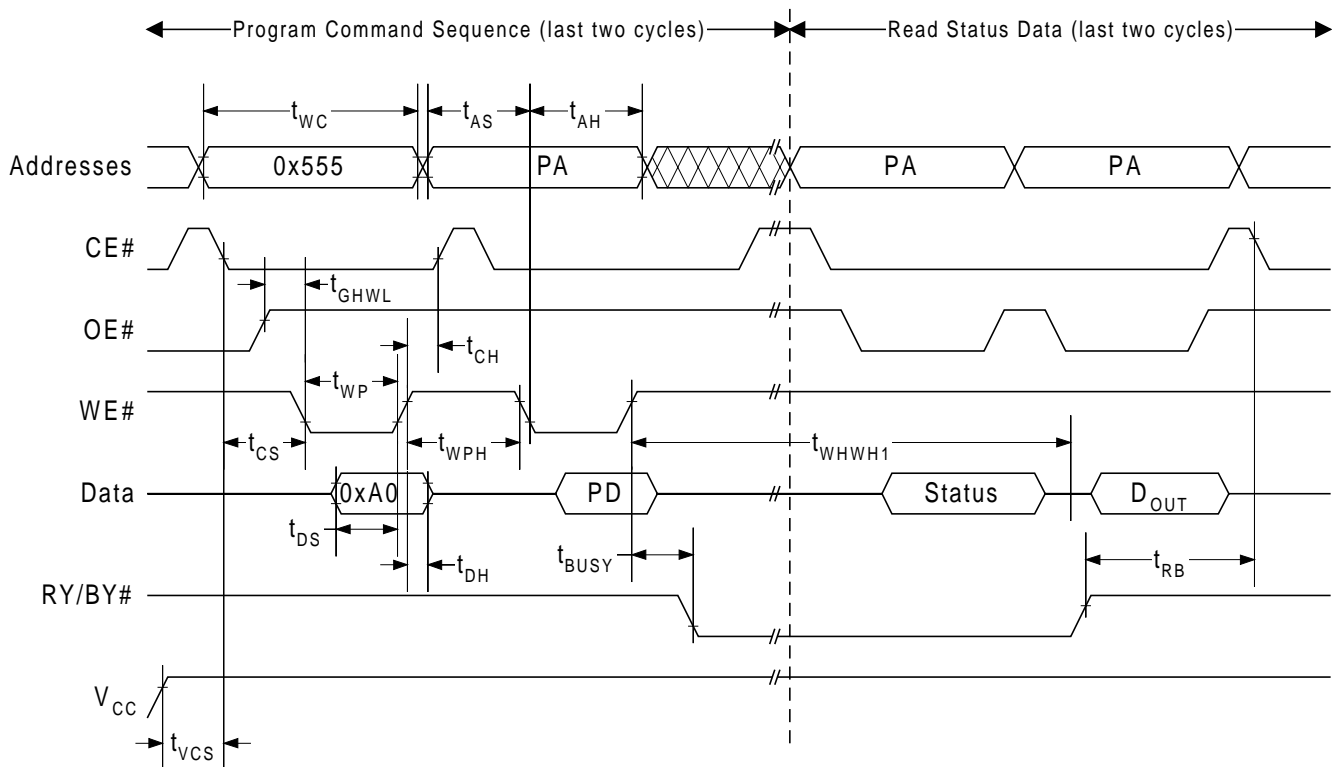 Program Command Sequence (last two cycles)
Read Status Data (last two cycles)
tWC
tAS
tAH
Addresses
0x555
PA
PA
PA
CE#
tGHWL
OE#
tCH
tWP
WE#
tCS
tWPH
tWHWH1
Data
0xA0
PD
Status
DOUT
tDS
tDH
tBUSY
tRB
RY/BY#
VCC
tVCS